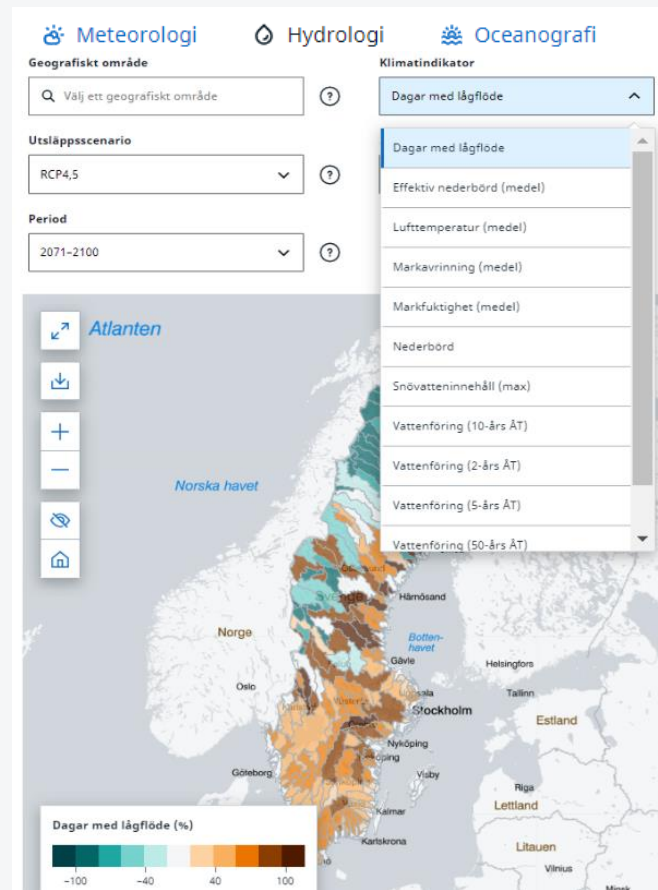 Meteorologi
Hydrologi
Oceanografi
Geografiskt område
Klimatindikator
Välj ett geografiskt område
?
Dagar med lågflöde
Utsläppsscenario
RCP4,5
?
Period
2071–2100
?
Dagar med lågflöde
Effektiv nederbörd (medel)
Lufttemperatur (medel)
Markavrinning (medel)
Markfuktighet (medel)
Nederbörd
Snövatteninnehåll (max)
Vattenföring (10-års ÅT)
Vattenföring (2-års ÅT)
Vattenföring (5-års ÅT)
Vattenföring (50-års ÅT)
Atlanten
Norska havet
Sverige
Härnösand
Norge
Botten-
havet
Gävle
Helsingfors
Oslo
Tallinn
Stockholm
Estland
Nyköping
Göteborg
Visby
Riga
Lettland
Kalmar
Karlskrona
Litauen
Vilnius
Minsk
Dagar med lågflöde (%)
-100
-40
40
100